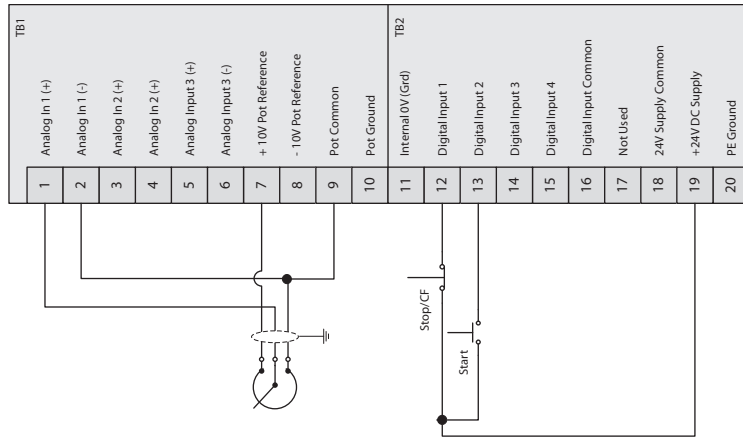 TB1
Analog In 1 (+)
Analog In 1 (-)
Analog In 2 (+)
Analog In 2 (+)
Analog Input 3 (+)
Analog Input 3 (-)
+ 10V Pot Reference
- 10V Pot Reference
Pot Common
Pot Ground
1
2
3
4
5
6
7
8
9
10
TB2
Internal 0V (Grd)
Digital Input 1
Digital Input 2
Digital Input 3
Digital Input 4
Digital Input Common
Not Used
24V Supply Common
+24V DC Supply
PE Ground
11
12
13
14
15
16
17
18
19
20
Stop/CF
Start